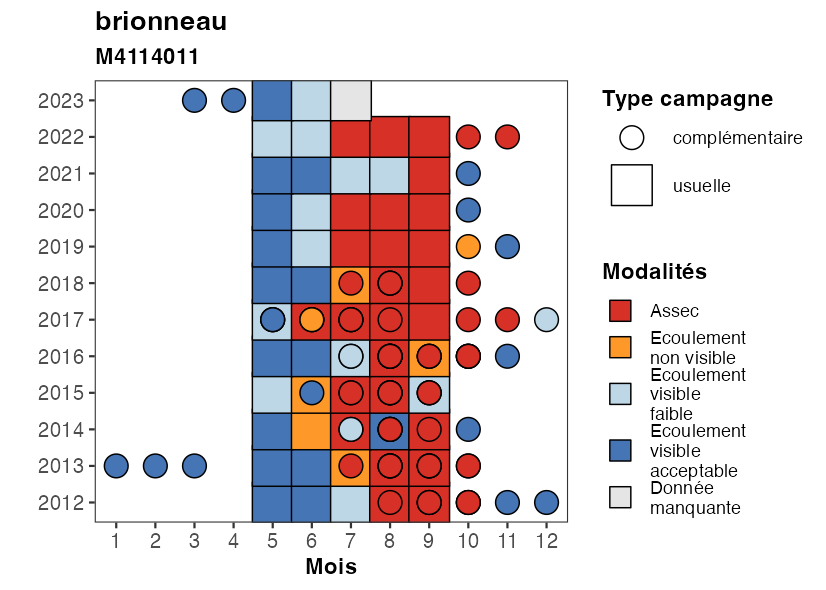 brionneau
M4114011
2023
2022
2021
2020
2019
2018
2017
2016
2015
2014
2013
2012
1 2 3 4 5 6 7 8 9 10 11 12
Mois
Type campagne
complémentaire
usuelle
Modalités
Assec
Ecoulement
non visible
Ecoulement
visible
faible
Ecoulement
visible
acceptable
Donnée
manquante